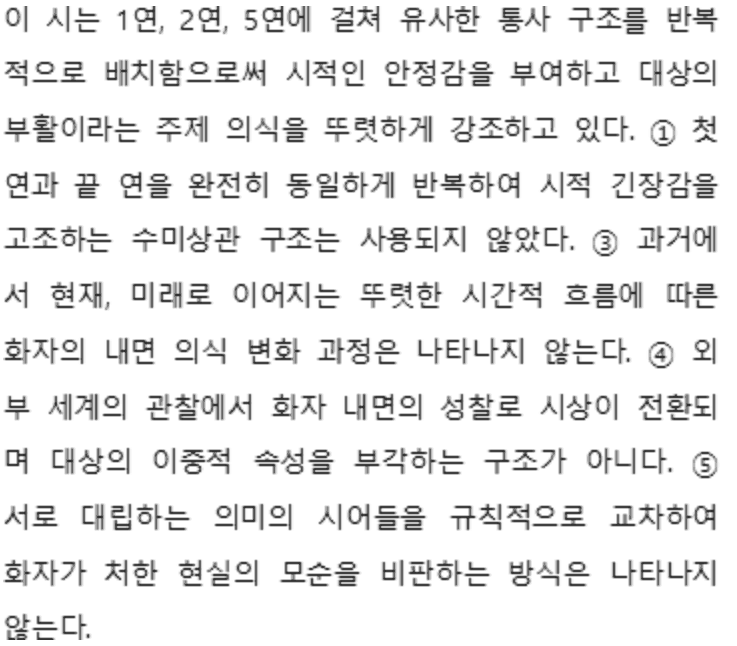 이 시는 1연, 2연, 5연에 걸쳐 유사한 통사 구조를 반복
적으로 배치함으로써 시적인 안정감을 부여하고 대상의
부활이라는 주제 의식을 뚜렷하게 강조하고 있다. ① 첫
연과 끝 연을 완전히 동일하게 반복하여 시적 긴장감을
고조하는 수미상관 구조는 사용되지 않았다. ③ 과거에
서 현재, 미래로 이어지는 뚜렷한 시간적 흐름에 따른
화자의 내면 의식 변화 과정은 나타나지 않는다. ④ 외
부 세계의 관찰에서 화자 내면의 성찰로 시상이 전환되
며 대상의 이중적 속성을 부각하는 구조가 아니다. ⑤
서로 대립하는 의미의 시어들을 규칙적으로 교차하여
화자가 처한 현실의 모순을 비판하는 방식은 나타나지
않는다.